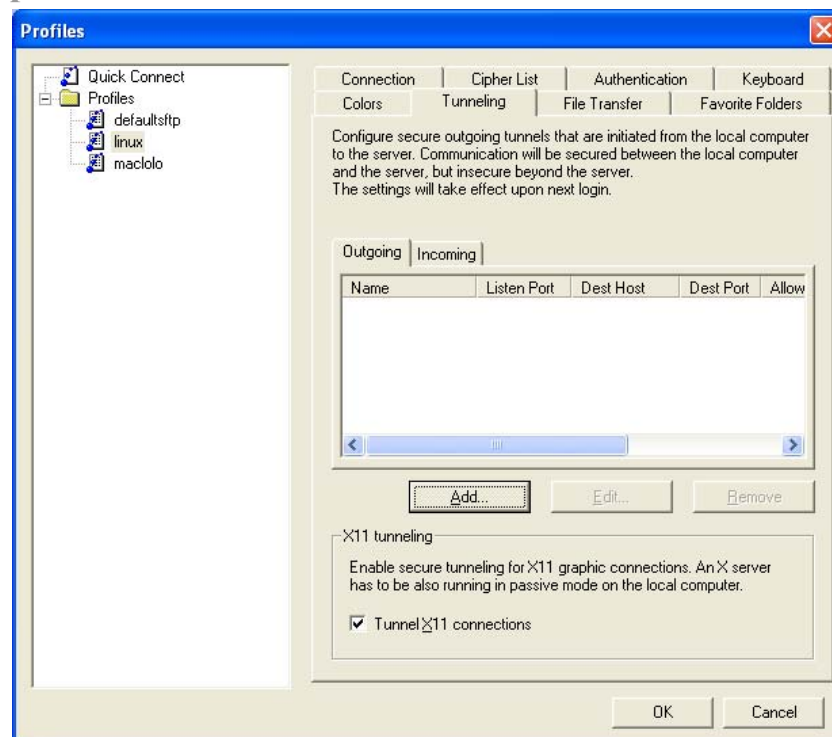 Profiles
Quick Connect
Profiles
defaultsftp
linux
maclolo
Connection Cipher List Authentication Keyboard
Colors Tunneling File Transfer Favorite Folders
Configure secure outgoing tunnels that are initiated from the local computer
to the server. Communication will be secured between the local computer
and the server, but insecure beyond the server.
The settings will take effect upon next login.
Outgoing Incoming
Name Listen Port Dest Host Dest Port Allow
Add... Edit... Remove
X11 tunneling
Enable secure tunneling for X11 graphic connections. An X server
has to be also running in passive mode on the local computer.
Tunnel X11 connections
OK Cancel